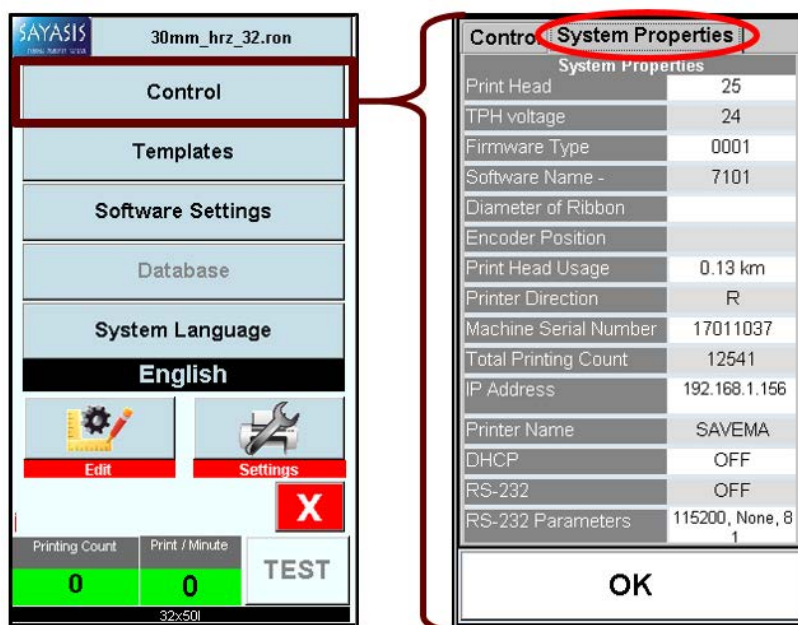 SAYASIS
30mm_hrz_32.ron
Control
Templates
Software Settings
Database
System Language
English
Edit
Settings
X
Printing Count
Print / Minute
0
0
TEST
32x50l
Control
System Properties
System Properties
Print Head 25
TPH voltage 24
Firmware Type 0001
Software Name - 7101
Diameter of Ribbon
Encoder Position
Print Head Usage 0.13 km
Printer Direction R
Machine Serial Number 17011037
Total Printing Count 12541
IP Address 192.168.1.156
Printer Name SAVEMA
DHCP OFF
RS-232 OFF
RS-232 Parameters 115200, None, 8
1
OK